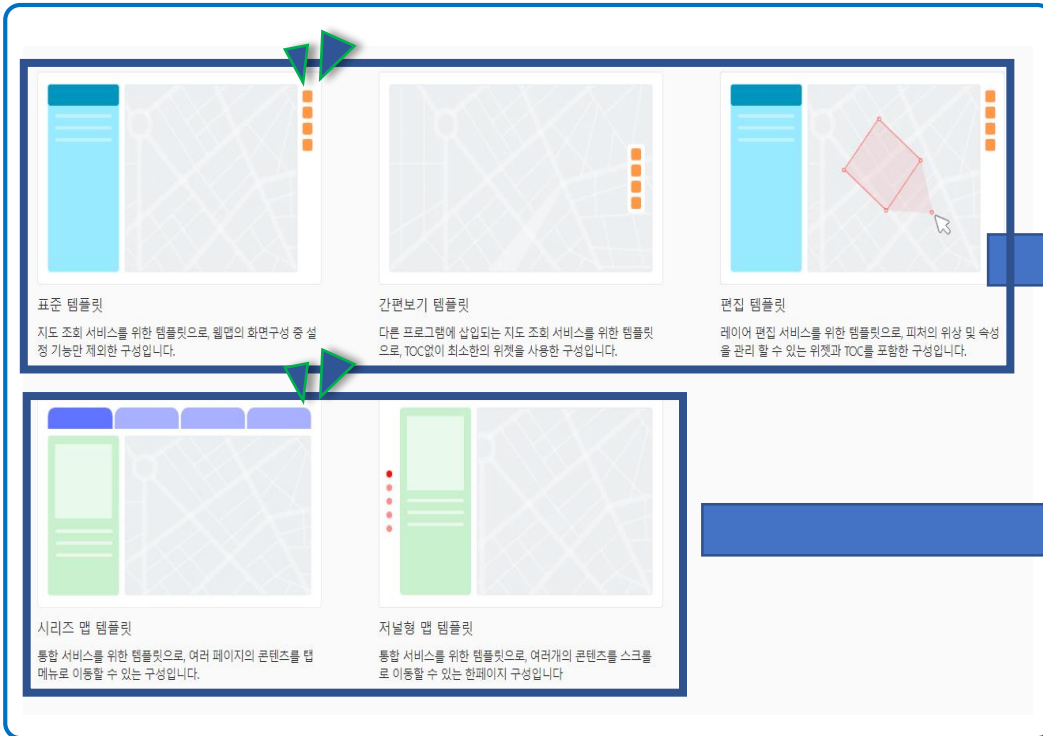 표준 템플릿
지도 조회 서비스를 위한 템플릿으로, 웹맵의 화면구성 중 설
정 기능만 제외한 구성입니다.
간편보기 템플릿
다른 프로그램에 삽입되는 지도 조회 서비스를 위한 템플릿
으로, TOC없이 최소한의 위젯을 사용한 구성입니다.
편집 템플릿
레이어 편집 서비스를 위한 템플릿으로, 피처의 위상 및 속성
을 관리 할 수 있는 위젯과 TOC를 포함한 구성입니다.
시리즈 맵 템플릿
통합 서비스를 위한 템플릿으로, 여러 페이지의 콘텐츠를 탭
메뉴로 이동할 수 있는 구성입니다.
저널형 맵 템플릿
통합 서비스를 위한 템플릿으로, 여러개의 콘텐츠를 스크롤
로 이동할 수 있는 한페이지 구성입니다